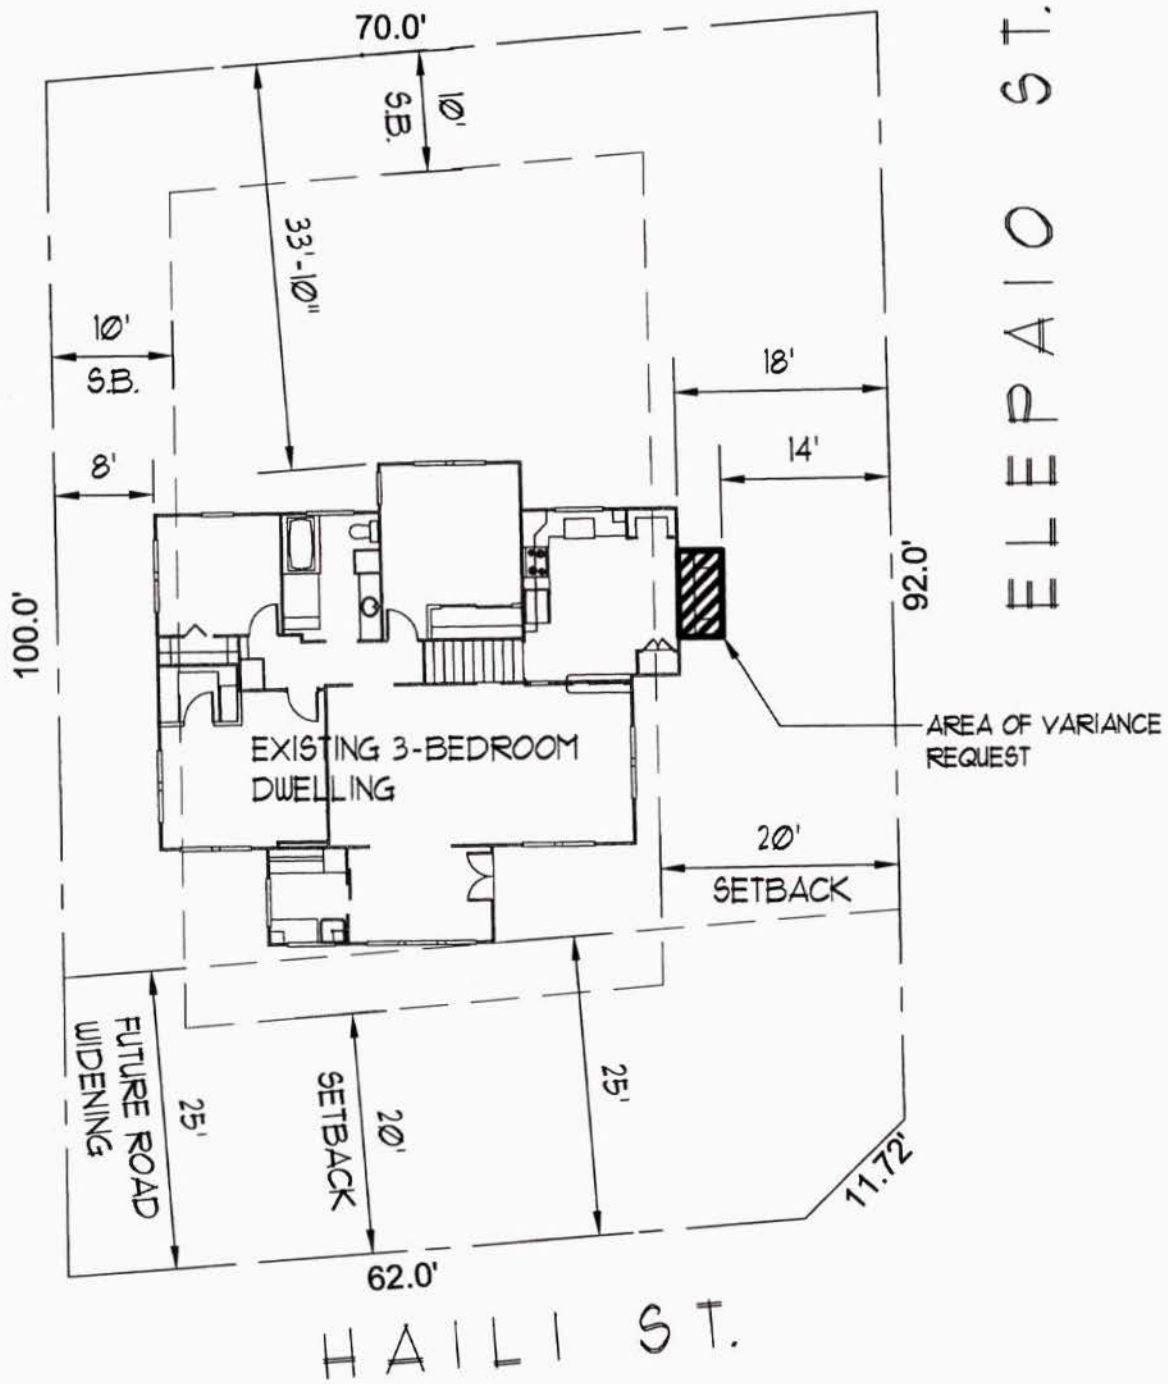 70.0'
10'
S.B.
33'-10"
10'
S.B.
18'
14'
8'
100.0'
92.0'
ELEPAIO ST.
AREA OF VARIANCE
REQUEST
EXISTING 3-BEDROOM
DWELLING
20'
SETBACK
FUTURE ROAD
WIDENING
25'
SETBACK
20'
25'
11.72'
62.0'
HAILI ST.